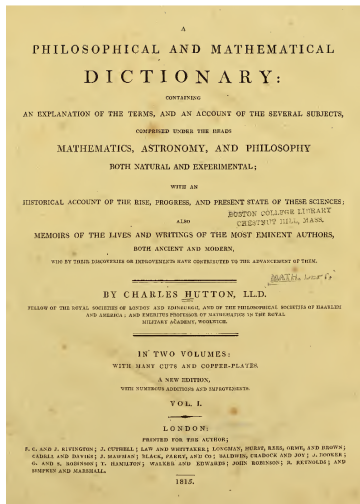 A
PHILOSOPHICAL AND MATHEMATICAL
DICTIONARY:
CONTAINING
AN EXPLANATION OF THE TERMS, AND AN ACCOUNT OF THE SEVERAL SUBJECTS,
COMPRISED UNDER THE HEADS
MATHEMATICS, ASTRONOMY, AND PHILOSOPHY
BOTH NATURAL AND EXPERIMENTAL;
WITH AN
HISTORICAL ACCOUNT OF THE RISE, PROGRESS, AND PRESENT STATE OF THESE SCIENCES;
ALSO
BOSTON COLLEGE LIBRARY
CHESTNUT HILL, MASS.
MEMOIRS OF THE LIVES AND WRITINGS OF THE MOST EMINENT AUTHORS,
BOTH ANCIENT AND MODERN,
WHO BY THEIR DISCOVERIES OR IMPROVEMENTS HAVE CONTRIBUTED TO THE ADVANCEMENT OF THEM.
MATH.
BY CHARLES HUTTON, LL.D.
FELLOW OF THE ROYAL SOCIETIES OF LONDON AND EDINBURGH, AND OF THE PHILOSOPHICAL SOCIETIES OF HAARLEM
AND AMERICA; AND EMERITUS PROFESSOR OF MATHEMATICS IN THE ROYAL
MILITARY ACADEMY, WOOLWICH.
IN TWO VOLUMES:
WITH MANY CUTS AND COPPER-PLATES.
A NEW EDITION,
WITH NUMEROUS ADDITIONS AND IMPROVEMENTS.
VOL. I.
LONDON:
PRINTED FOR THE AUTHOR;
F. C. AND J. RIVINGTON; J. CUTHELL; LAW AND WHITTAKER; LONGMAN, HURST, REES, ORME, AND BROWN;
CADELL AND DAVIES; J. MAWMAN; BLACK, PARRY, AND CO; BALDWIN, CRADOCK AND JOY; J. BOOKER;
G. AND S. ROBINSON; T. HAMILTON; WALKER AND EDWARDS; JOHN ROBINSON; R. REYNOLDS; AND
SIMPKIN AND MARSHALL.
1815.